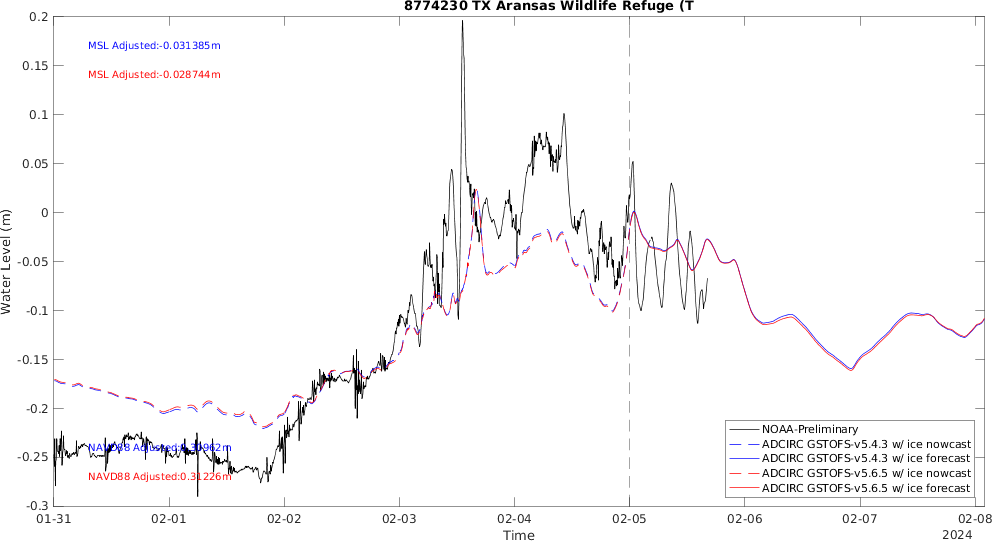 8774230 TX Aransas Wildlife Refuge (T
MSL Adjusted:-0.031385m
MSL Adjusted:-0.028744m
0.2
0.15
0.1
0.05
0
-0.05
-0.1
-0.15
-0.2
-0.25
-0.3
Water Level (m)
NAVD88
NAVD88 Adjusted:0.31226m
NOAA-Preliminary
ADCIRC GSTOFS-v5.4.3 w/ ice nowcast
ADCIRC GSTOFS-v5.4.3 w/ ice forecast
ADCIRC GSTOFS-v5.6.5 w/ ice nowcast
ADCIRC GSTOFS-v5.6.5 w/ ice forecast
01-31 02-01 02-02 02-03 02-04 02-05 02-06 02-07 02-08
Time
2024